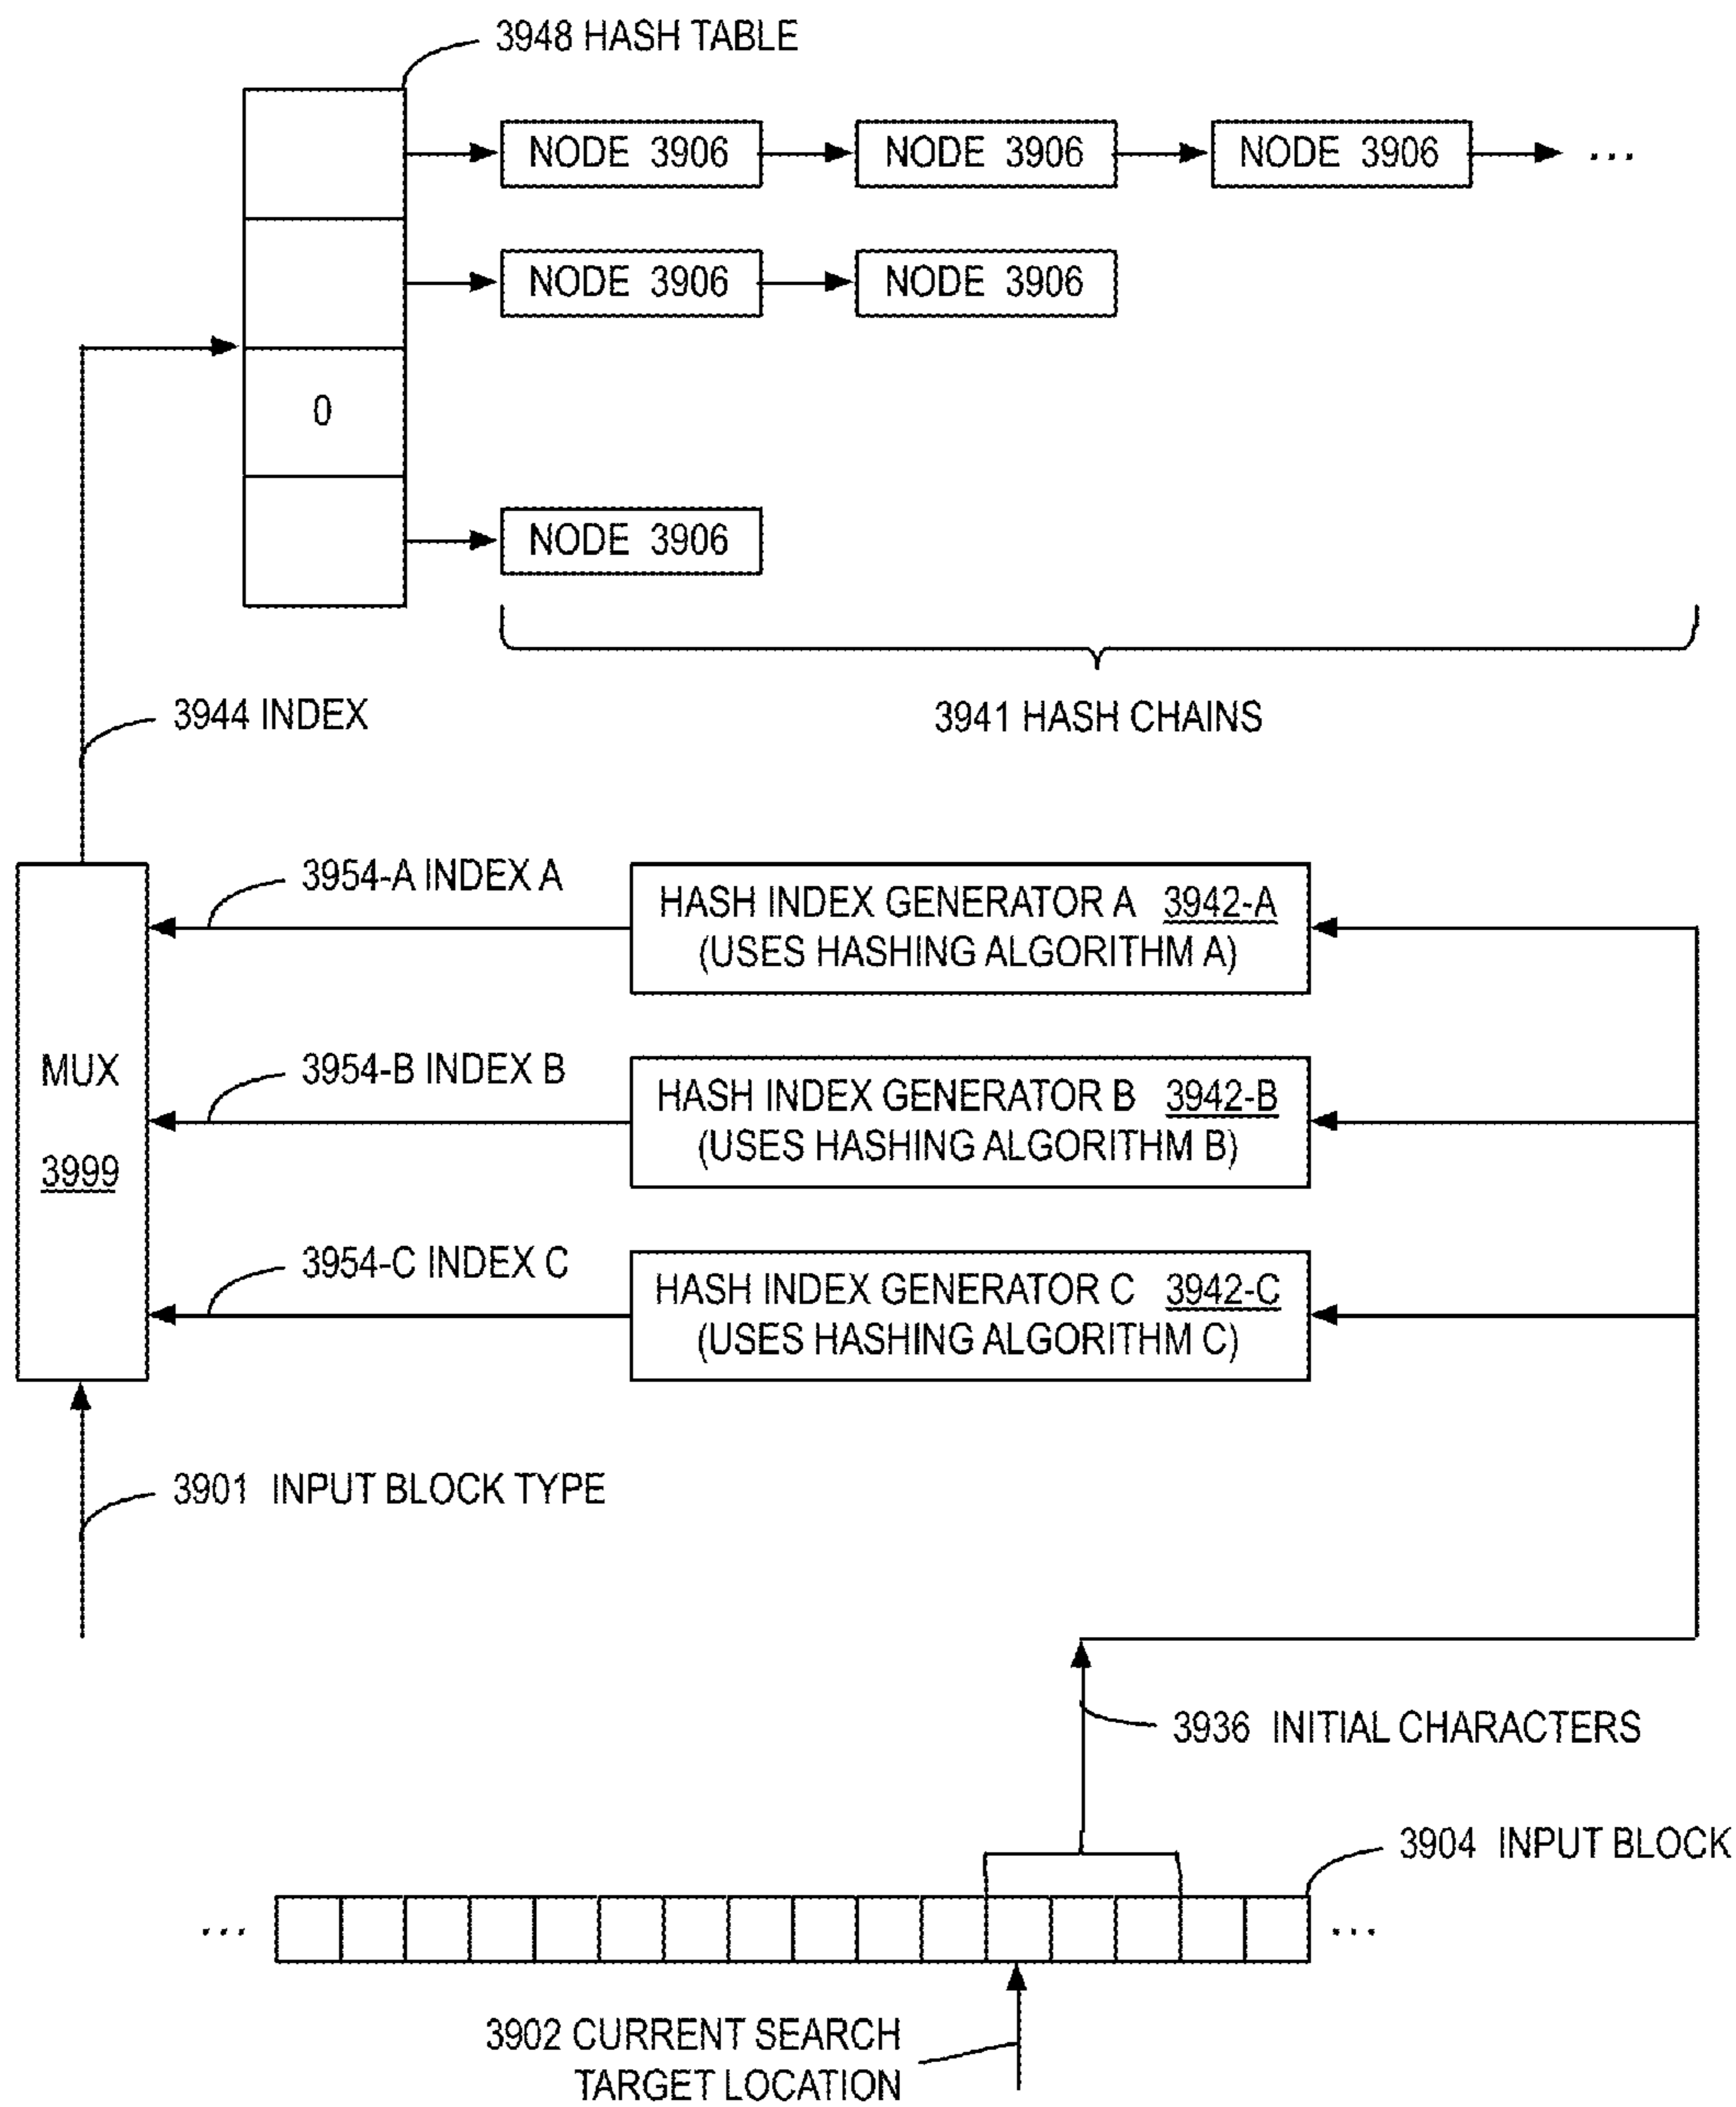 3948 HASH TABLE
NODE 3906
NODE 3906
NODE 3906
...
NODE 3906
NODE 3906
0
NODE 3906
3944 INDEX
3941 HASH CHAINS
3954-A INDEX A
HASH INDEX GENERATOR A 3942-A
(USES HASHING ALGORITHM A)
MUX
3999
3954-B INDEX B
HASH INDEX GENERATOR B 3942-B
(USES HASHING ALGORITHM B)
3954-C INDEX C
HASH INDEX GENERATOR C 3942-C
(USES HASHING ALGORITHM C)
3901 INPUT BLOCK TYPE
3936 INITIAL CHARACTERS
3904 INPUT BLOCK
...
...
3902 CURRENT SEARCH
TARGET LOCATION